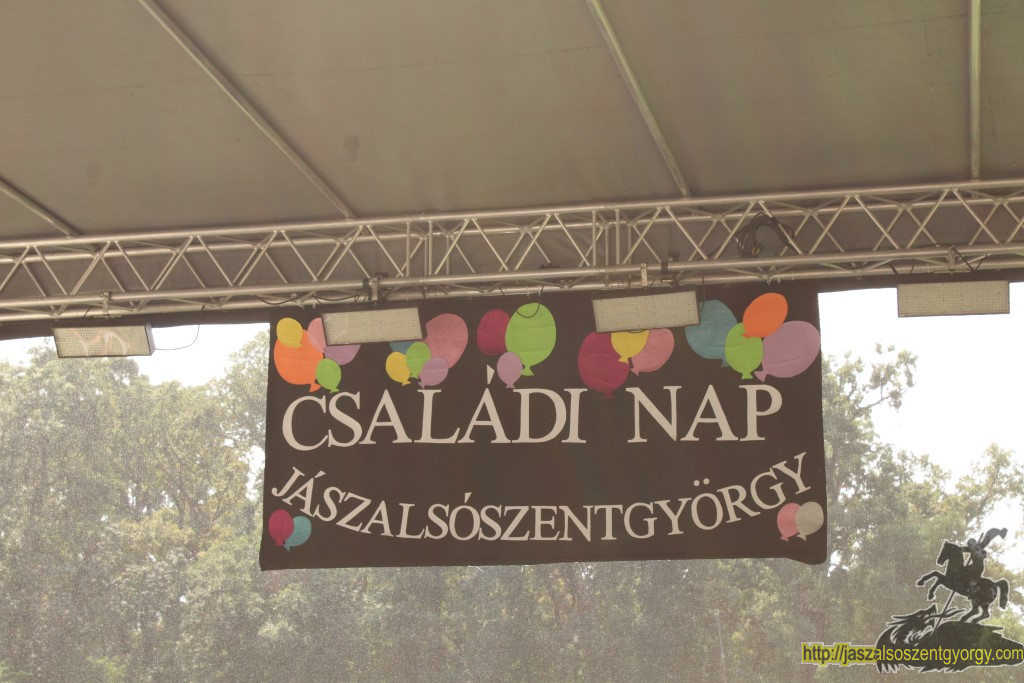 CSALÁDI NAP
JÁSZALSÓSZENTGYÖRGY
http://jaszalsoszentgyorgy.com